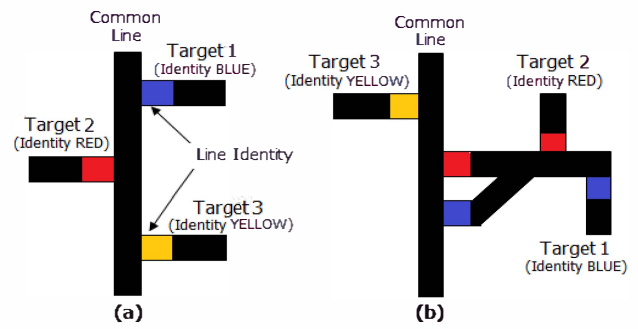 Common
Line
Target 1
(Identity BLUE)
Target 2
(Identity RED)
Line Identity
Target 3
(Identity YELLOW)
(a)
Common
Line
Target 3
(Identity YELLOW)
Target 2
(Identity RED)
Target 1
(Identity BLUE)
(b)